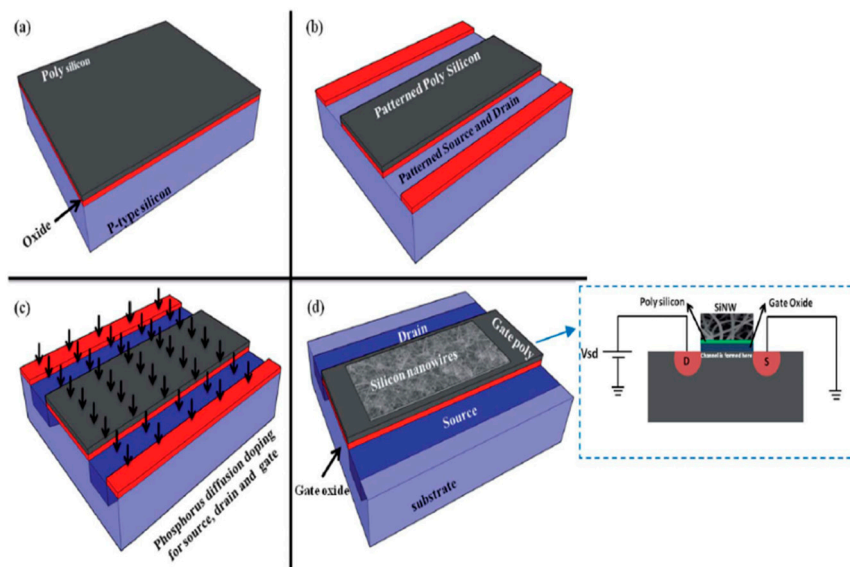 (a)
Poly silicon
Oxide
P-type silicon
(b)
Patterned Poly Silicon
Patterned Source and Drain
(c)
Phosphorus diffusion doping
for source, drain and gate
(d)
Drain
Gate poly
Silicon nanowires
Source
Gate oxide
substrate
Poly silicon
SiNW
Gate Oxide
Vsd
D
Channel is formed here
S